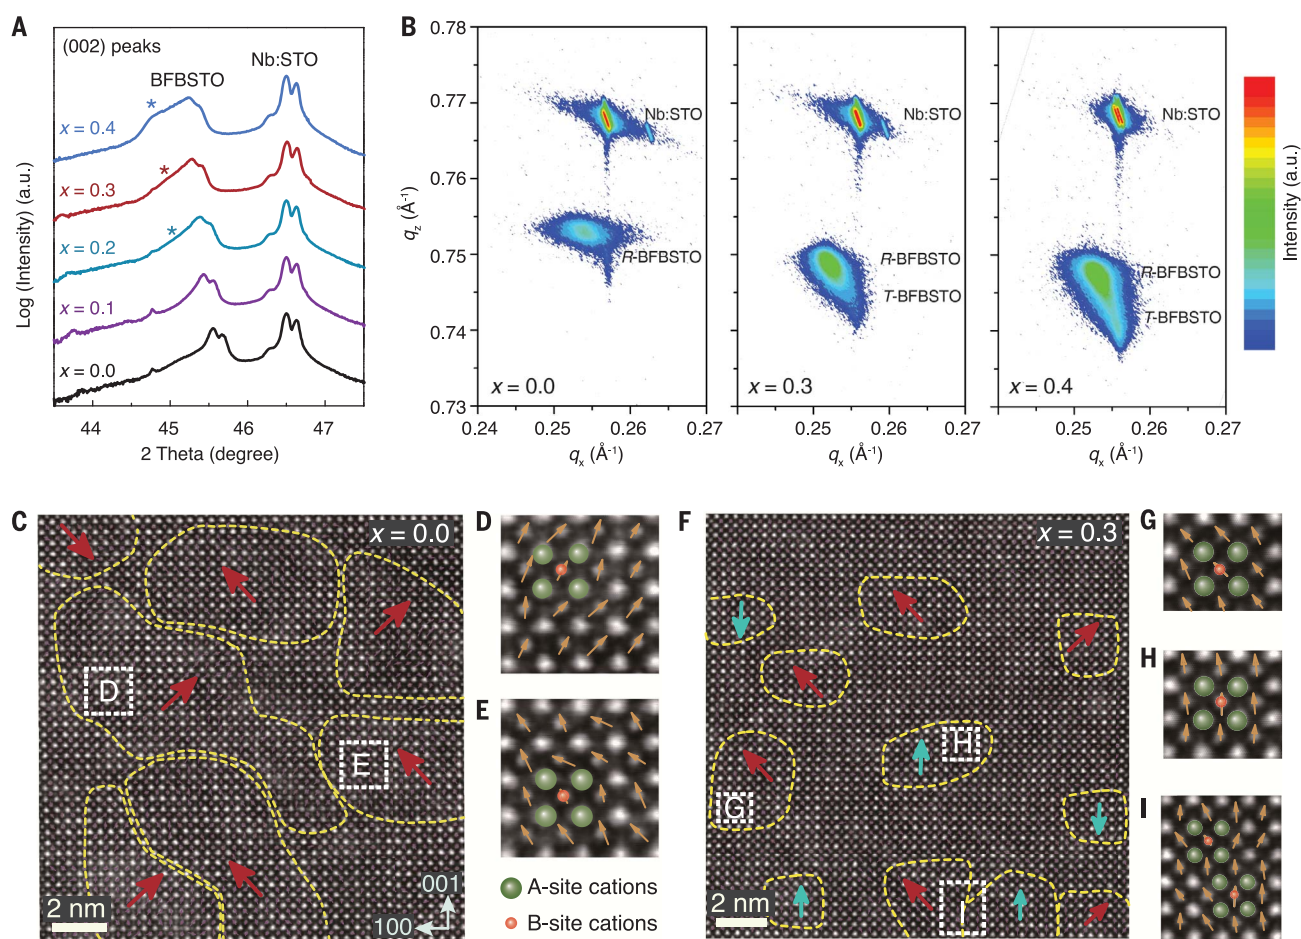 A
(002) peaks
BFBSTO
Nb:STO
*
x = 0.4
*
x = 0.3
*
x = 0.2
x = 0.1
x = 0.0
Log (Intensity) (a.u.)
44 45 46 47
2 Theta (degree)
B
0.78
0.77
0.76
0.75
0.74
0.73
qz (Å-1)
Nb:STO
R-BFBSTO
x = 0.0
0.24 0.25 0.26 0.27
qx (Å-1)
Nb:STO
R-BFBSTO
T-BFBSTO
x = 0.3
0.25 0.26 0.27
qx (Å-1)
Nb:STO
R-BFBSTO
T-BFBSTO
x = 0.4
0.25 0.26 0.27
qx (Å-1)
Intensity (a.u.)
C
x = 0.0
D
E
2 nm
001
100
D
E
A-site cations
B-site cations
F
x = 0.3
H
G
I
2 nm
G
H
I